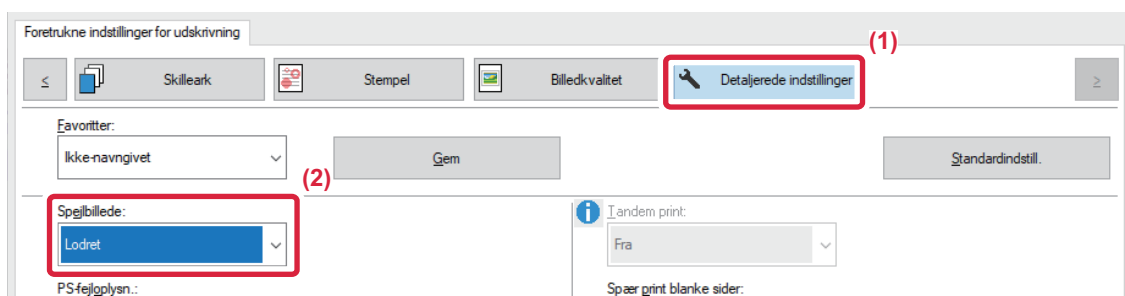 Foretrukne indstillinger for udskrivning
(1)
< Skilleark Stempel Billedkvalitet Detaljerede indstillinger >
Favoritter:
Ikke-navngivet Gem Standardindstill.
(2)
Spejlbillede: Tandem print:
Lodret Fra
PS-fejloplysn.: Spær print blanke sider: